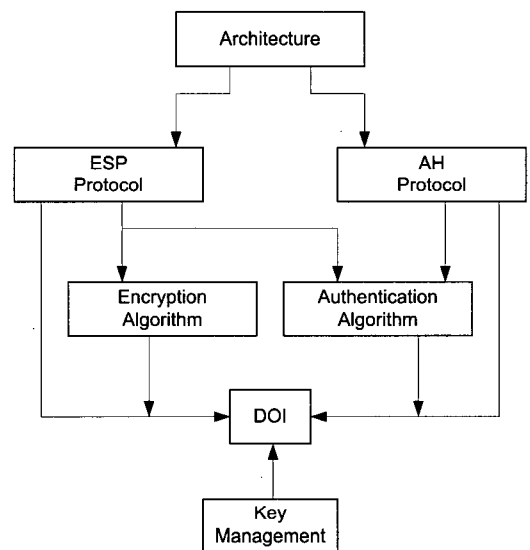 Architecture
ESP
Protocol
AH
Protocol
Encryption
Algorithm
Authentication
Algorithm
DOI
Key
Management